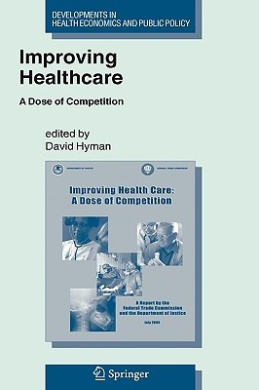 DEVELOPMENTS IN
HEALTH ECONOMICS AND PUBLIC POLICY
Improving
Healthcare
A Dose of Competition
edited by
David Hyman
Improving Health Care:
A Dose of Competition
A Report by the
Federal Trade Commission
and the Department of Justice
July 2004
Springer